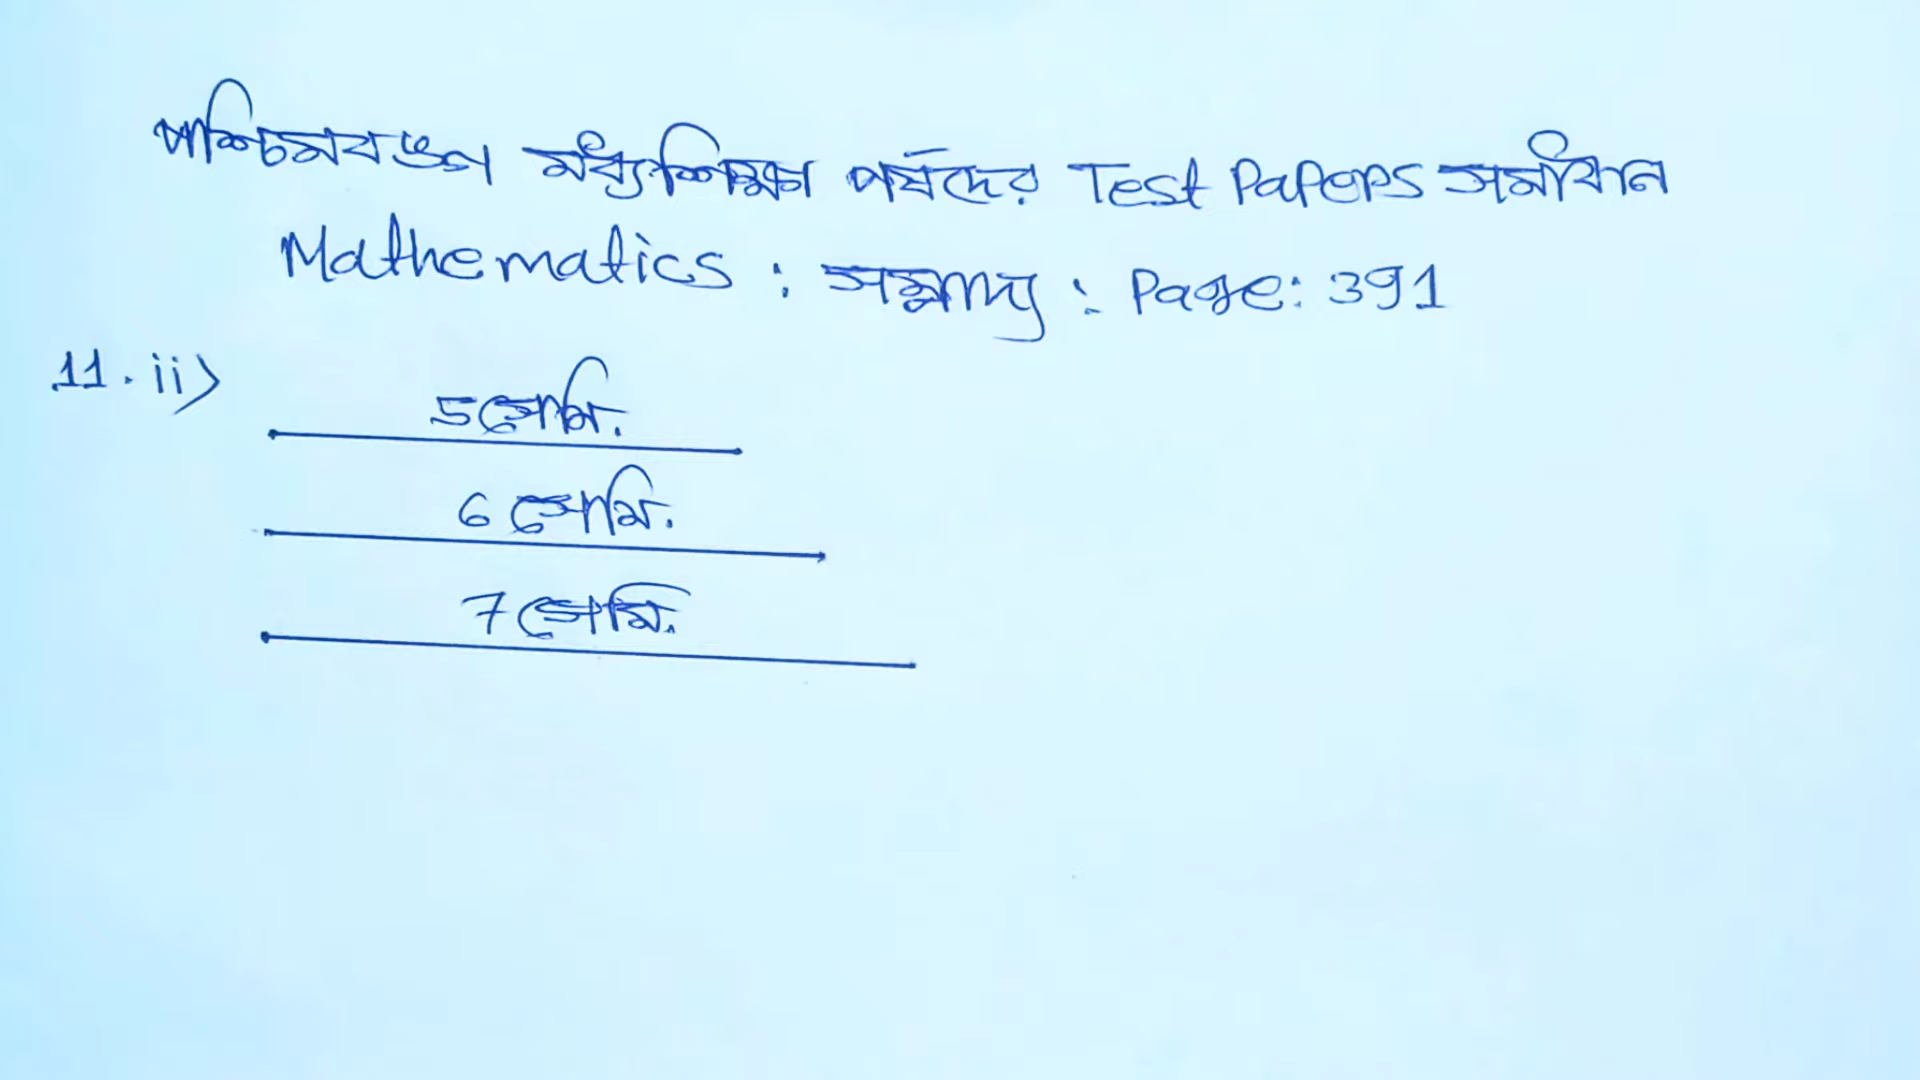 পশ্চিমবঙ্গ মধ্যশিক্ষা পর্ষদের Test Papers সমাধান
Mathematics : সম্পাদ্য : Page: 391
11. ii)
5 সেমি.
6 সেমি.
7 সেমি.